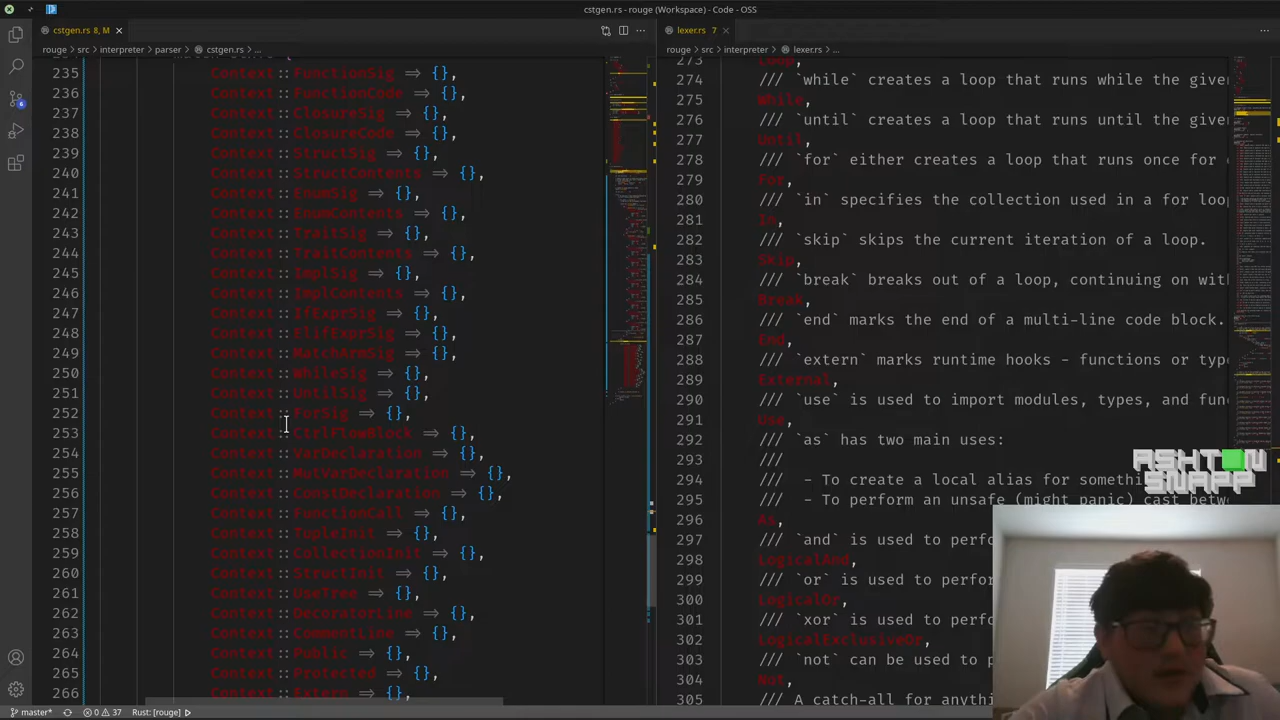 cstgen.rs - rouge (Workspace) - Code - OSS
cstgen.rs 8, M
rouge > src > interpreter > parser > cstgen.rs > ...
235 Context::FunctionSig => {},
236 Context::FunctionCode => {},
237 Context::ClosureSig => {},
238 Context::ClosureCode => {},
239 Context::StructSig => {},
240 Context::StructContents => {},
241 Context::EnumSig => {},
242 Context::EnumContents => {},
243 Context::TraitSig => {},
244 Context::TraitContents => {},
245 Context::ImplSig => {},
246 Context::ImplContents => {},
247 Context::IfExprSig => {},
248 Context::ElifExprSig => {},
249 Context::MatchArmSig => {},
250 Context::WhileSig => {},
251 Context::UntilSig => {},
252 Context::ForSig => {},
253 Context::CtrlFlowBlock => {},
254 Context::VarDeclaration => {},
255 Context::MutVarDeclaration => {},
256 Context::ConstDeclaration => {},
257 Context::FunctionCall => {},
258 Context::TupleInit => {},
259 Context::CollectionInit => {},
260 Context::StructInit => {},
261 Context::UseTree => {},
262 Context::DecoratorLine => {},
263 Context::CommentLine => {},
264 Context::Public => {},
265 Context::Protected => {},
266 Context::Extern => {},
lexer.rs 7
rouge > src > interpreter > lexer.rs > ...
273 Loop,
274 /// `while` creates a loop that runs while the give
275 While,
276 /// `until` creates a loop that runs until the give
277 Until,
278 /// `for` either creates a loop that runs once for
279 For,
280 /// `in` specifies the collection used in a for loop
281 In,
282 /// `skip` skips the current iteration of a loop.
283 Skip,
284 /// `break` breaks out of a loop, continuing with
285 Break,
286 /// `end` marks the end of a multi-line code block.
287 End,
288 /// `extern` marks runtime hooks - functions or type
289 External,
290 /// `use` is used to import modules, types, and func
291 Use,
292 /// `as` has two main uses:
293 ///
294 /// - To create a local alias for somethi
295 /// - To perform an unsafe (might panic) cast betw
296 As,
297 /// `and` is used to perfo
298 LogicalAnd,
299 /// `or` is used to perfor
300 LogicalOr,
301 /// `xor` is used to perfo
302 LogicalExclusiveOr,
303 /// `not` can be used to
304 Not,
305 /// A catch-all for anythin
ASHTON
SNAPP
6
master* 0 37 Rust: [rouge]